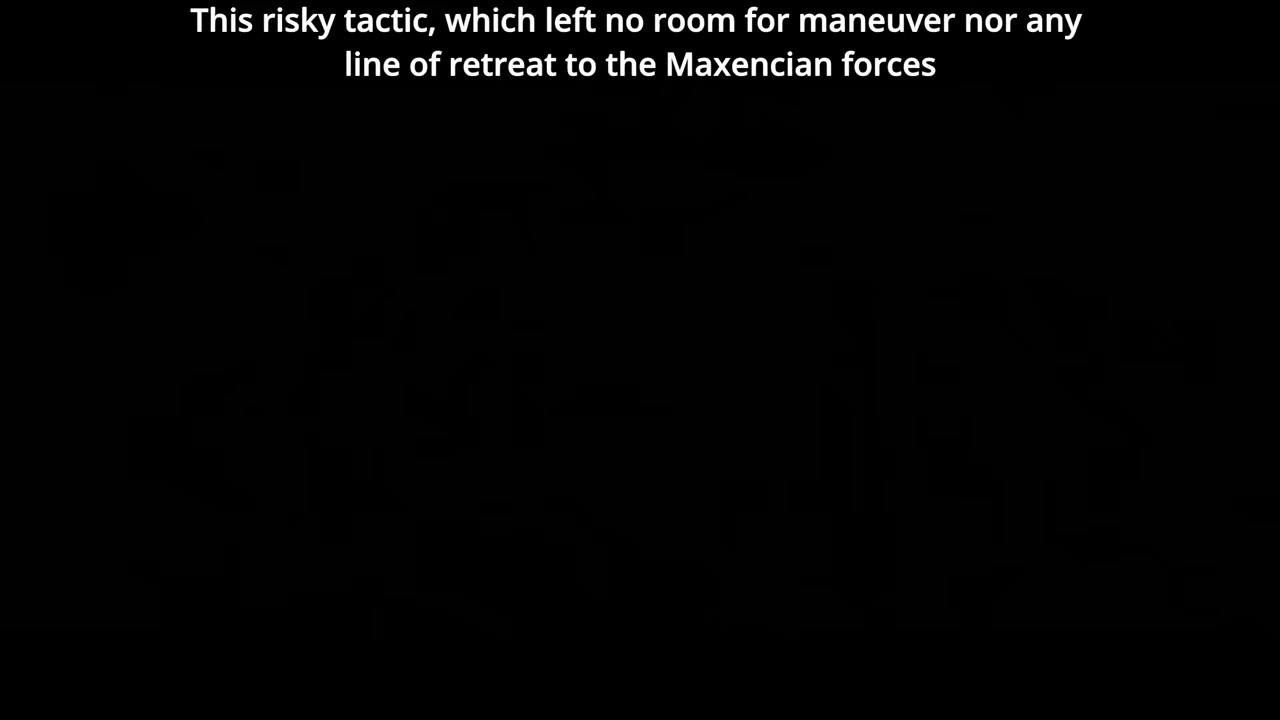 This risky tactic, which left no room for maneuver nor any
line of retreat to the Maxencian forces